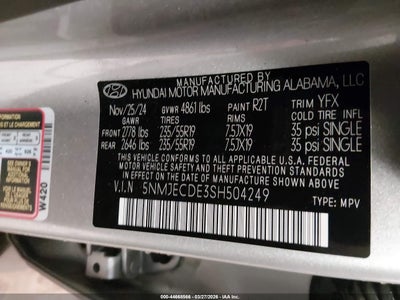 HYUNDAI MOTOR MANUFACTURING ALABAMA, LLC
Nov/25/24 GVWR 4861 lbs PAINT R2T TRIM YFX
GAWR TIRES RIMS COLD TIRE INFL
FRONT 2778 lbs 235/55R19 7.5JX19 35 psi SINGLE
REAR 2646 lbs 235/55R19 7.5JX19 35 psi SINGLE
THIS VEHICLE CONFORMS TO ALL APPLICABLE FEDERAL
MOTOR VEHICLE SAFETY AND THEFT PREVENTION STANDARDS
IN EFFECT ON THE DATE OF MANUFACTURE SHOWN ABOVE.
V.I.N 5NMJECDE3SH504249
TYPE: MPV
W420
000-44668566 - 03/27/2026 - IAA Inc.